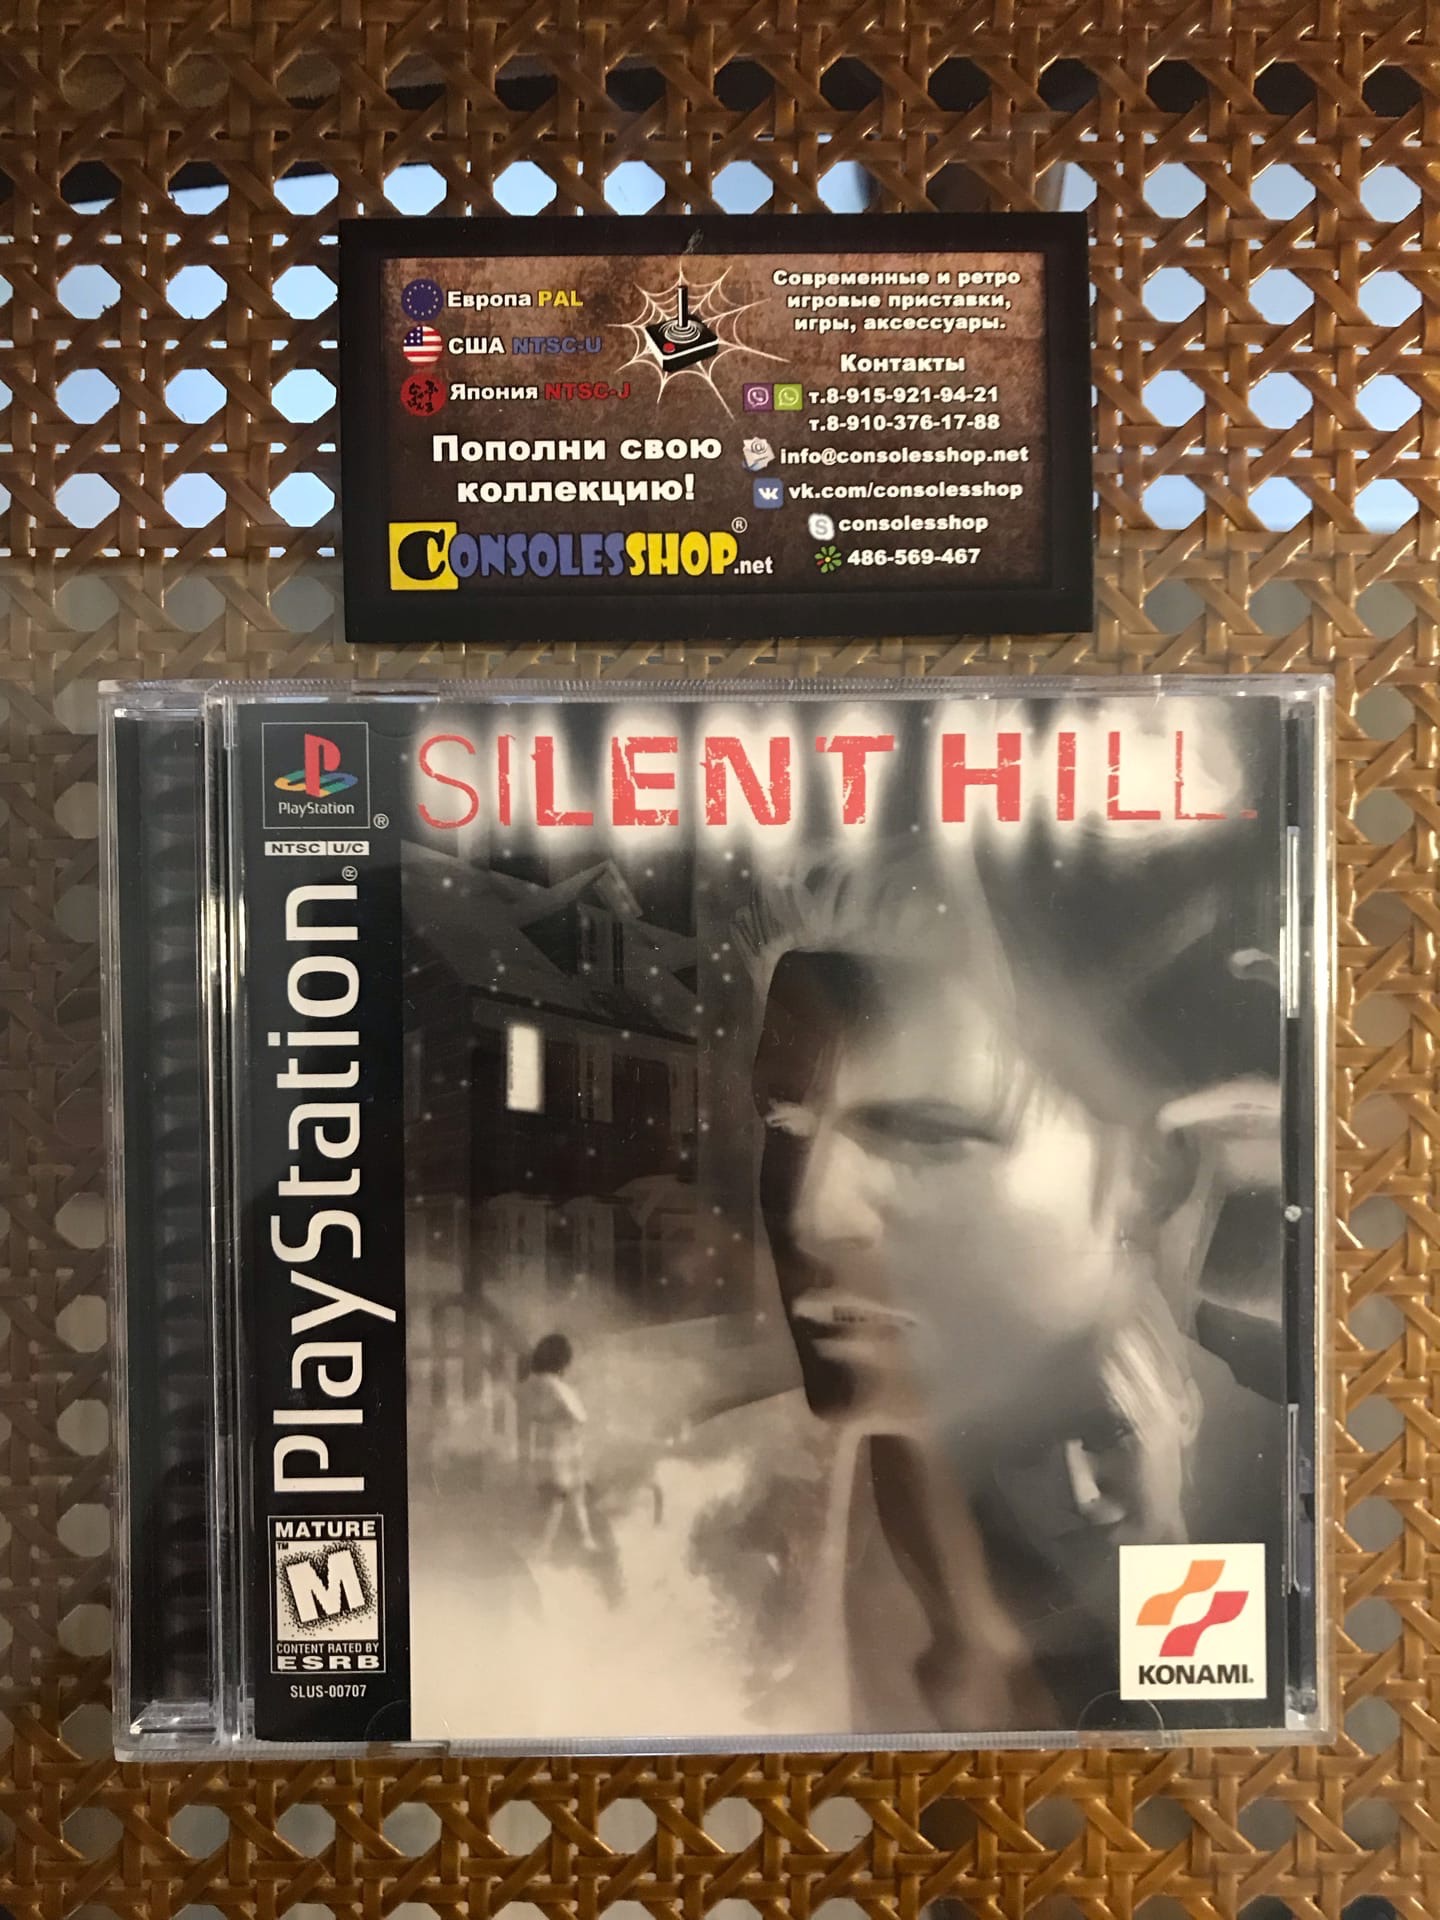 Европа PAL
США NTSC-U
Япония NTSC-J
Пополни свою
коллекцию!
CONSOLESSHOP.net
®
Современные и ретро
игровые приставки,
игры, аксессуары.
Контакты
т.8-915-921-94-21
т.8-910-376-17-88
info@consolesshop.net
vk.com/consolesshop
consolesshop
486-569-467
PlayStation
®
NTSC U/C
PlayStation®
SILENT HILL
MATURE
TM
M
CONTENT RATED BY
ESRB
SLUS-00707
KONAMI.